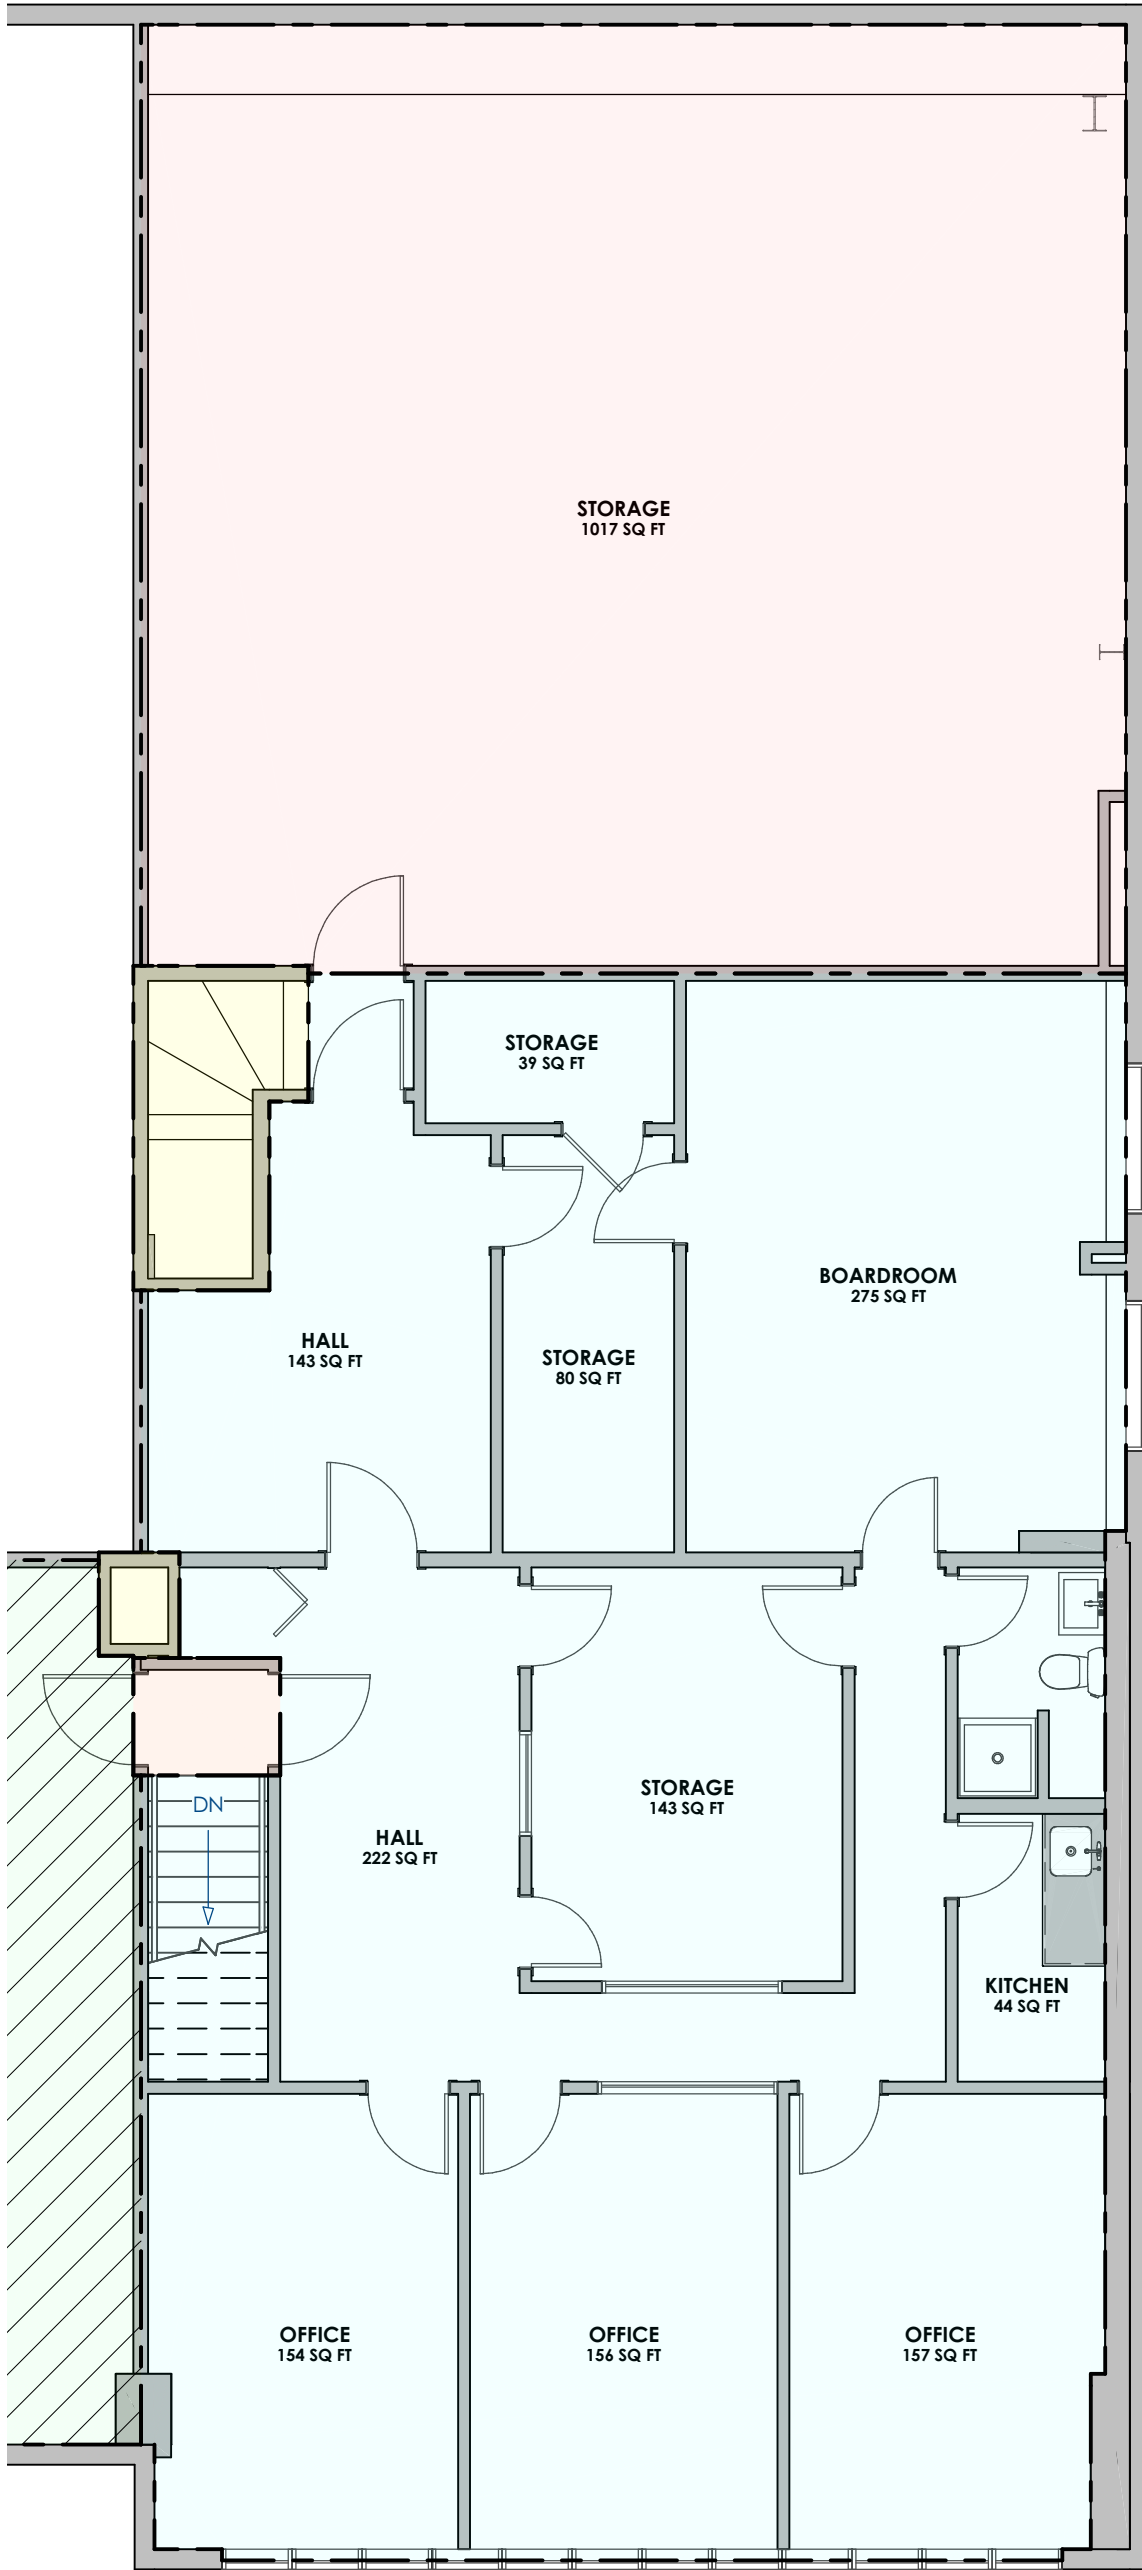 STORAGE
1017 SQ FT
STORAGE
39 SQ FT
BOARDROOM
275 SQ FT
HALL
143 SQ FT
STORAGE
80 SQ FT
STORAGE
143 SQ FT
DN
HALL
222 SQ FT
KITCHEN
44 SQ FT
OFFICE
154 SQ FT
OFFICE
156 SQ FT
OFFICE
157 SQ FT